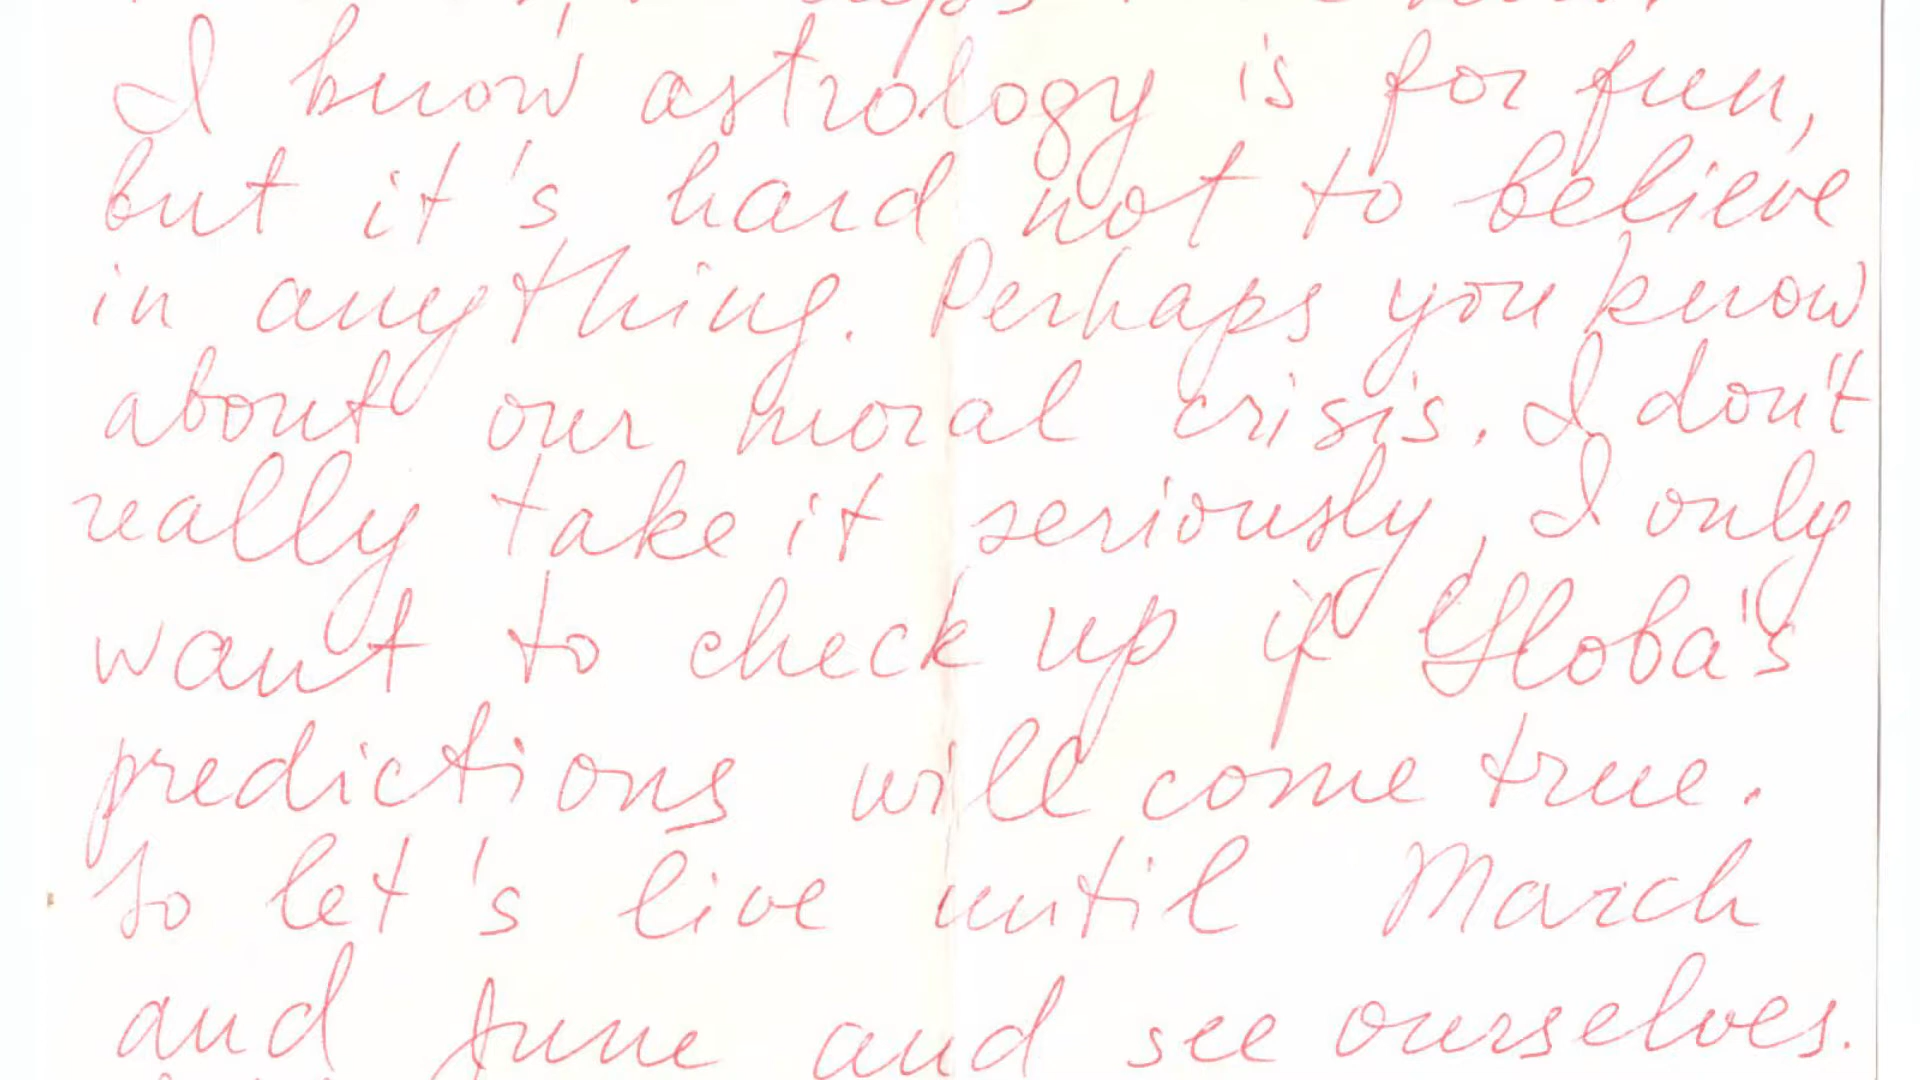 I know astrology is for fun,
but it's hard not to believe
in anything. Perhaps you know
about our moral crisis. I don't
really take it seriously, I only
want to check up if Globa's
predictions will come true.
So let's live until March
and June and see ourselves.